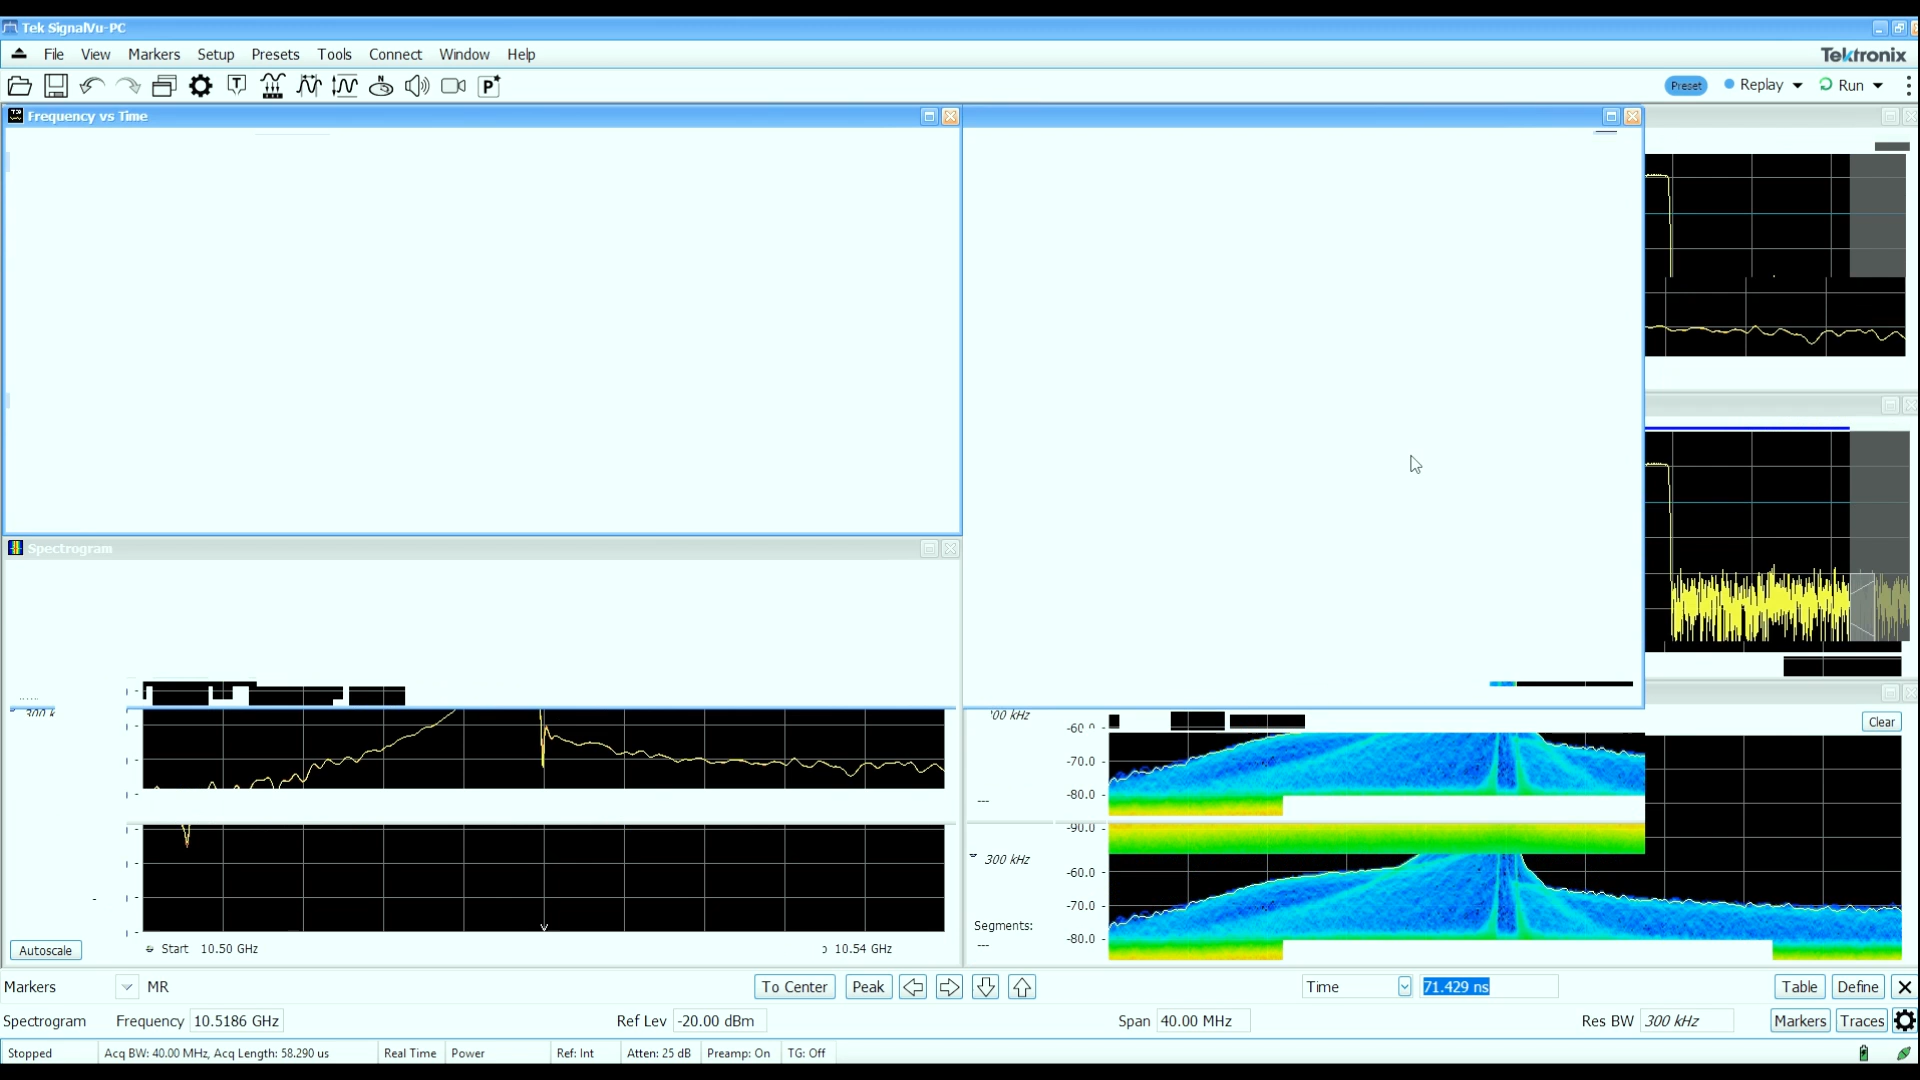 Tek SignalVu-PC
File View Markers Setup Presets Tools Connect Window Help
Tektronix
T N P*
Preset Replay Run
Frequency vs Time
Spectrogram
Clear
300 kHz
-70.0
-80.0
---
-90.0
300 kHz
-60.0
-70.0
Segments:
-80.0
---
Autoscale
Start 10.50 GHz
10.54 GHz
Markers MR To Center Peak Time 71.429 ns Table Define
Spectrogram Frequency 10.5186 GHz Ref Lev -20.00 dBm Span 40.00 MHz Res BW 300 kHz Markers Traces
Stopped Acq BW: 40.00 MHz, Acq Length: 58.290 us Real Time Power Ref: Int Atten: 25 dB Preamp: On TG: Off